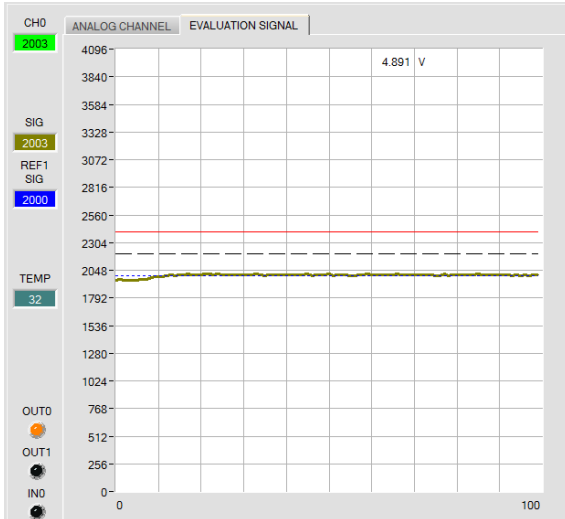 CH0
2003
SIG
2003
REF1
SIG
2000
TEMP
32
OUT0
OUT1
IN0
ANALOG CHANNEL
EVALUATION SIGNAL
4.891 V
4096
3840
3584
3328
3072
2816
2560
2304
2048
1792
1536
1280
1024
768
512
256
0
0
100